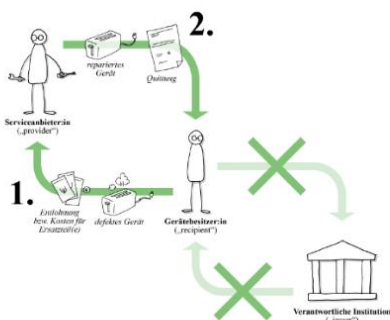 2.
repariertes
Gerät
Quittung
Serviceanbieter:in
(„provider“)
1.
Entlohnung
bzw. Kosten für
Ersatzteil(e)
defektes Gerät
Gerätebesitzer:in
(„recipient“)
Verantwortliche Institution